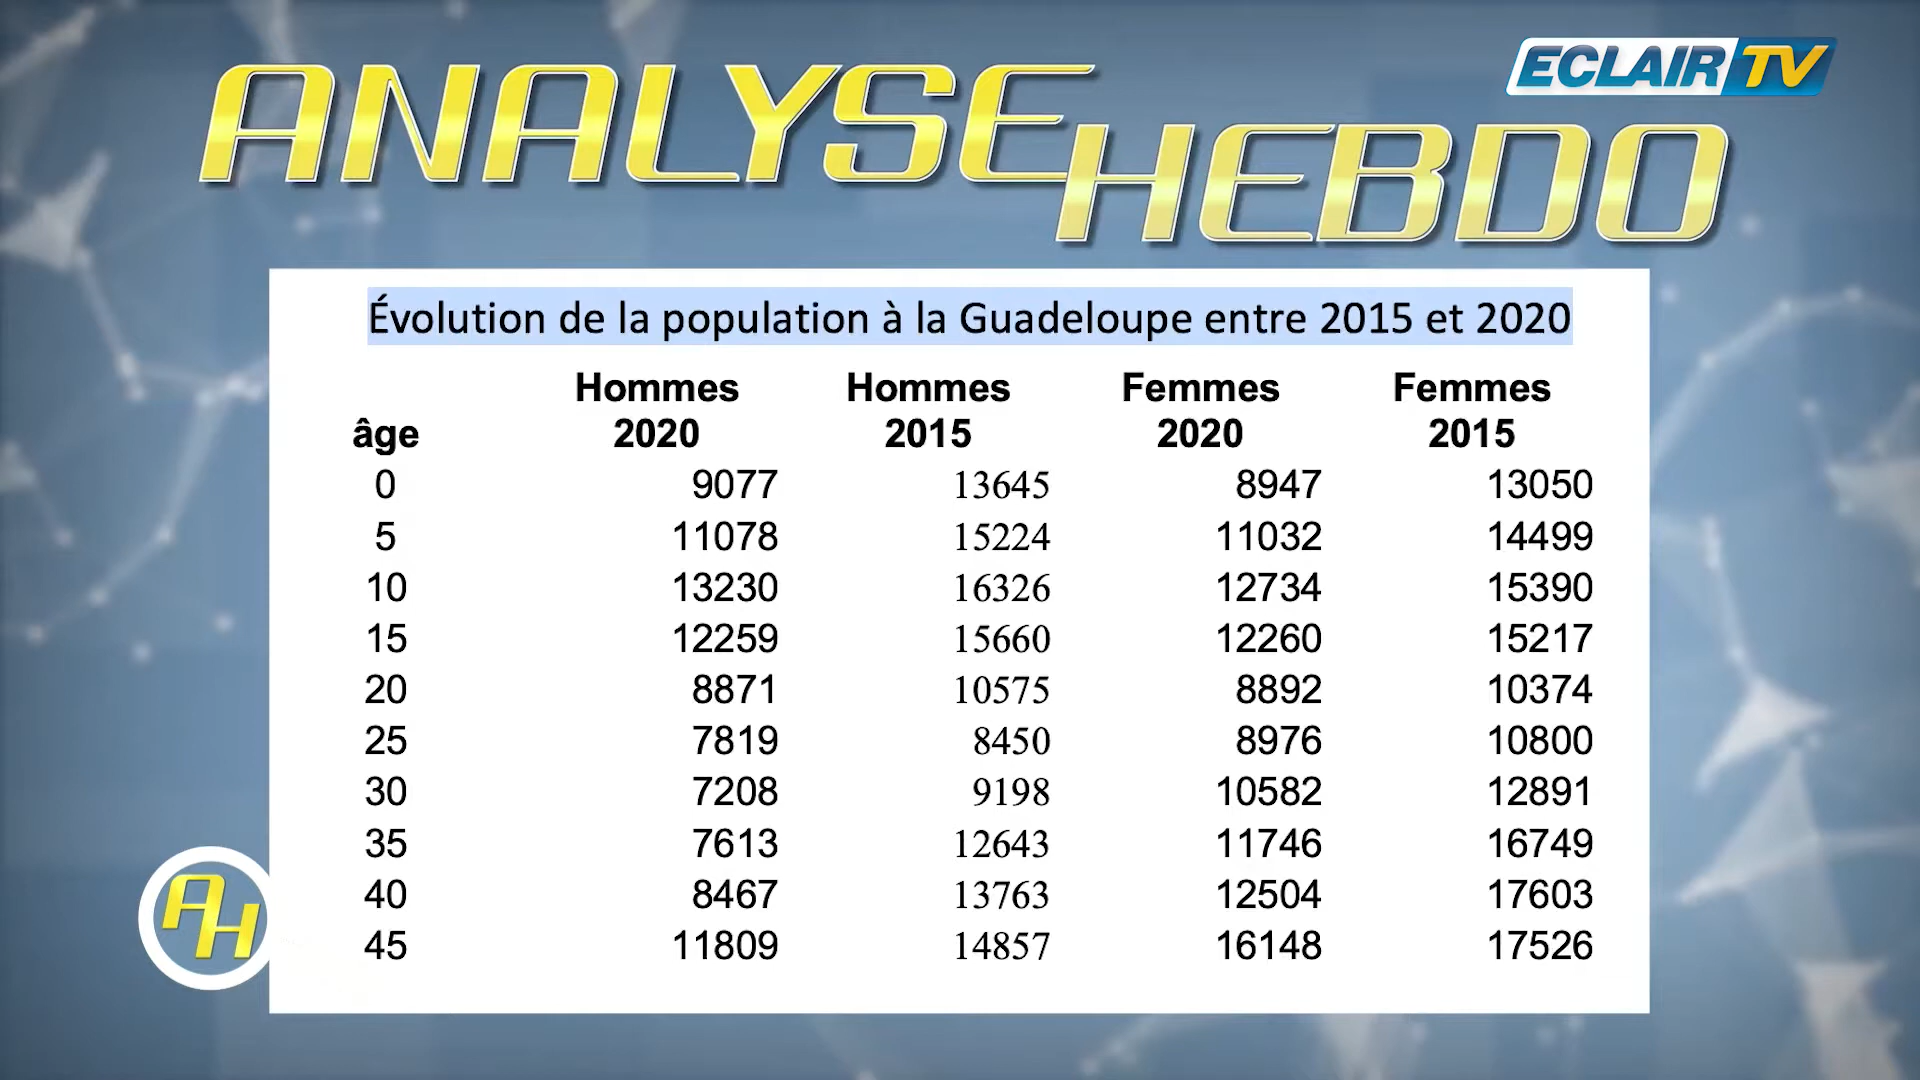 ECLAIR TV
ANALYSE
HEBDO
Évolution de la population à la Guadeloupe entre 2015 et 2020
Hommes Hommes Femmes Femmes
âge 2020 2015 2020 2015
0 9077 13645 8947 13050
5 11078 15224 11032 14499
10 13230 16326 12734 15390
15 12259 15660 12260 15217
20 8871 10575 8892 10374
25 7819 8450 8976 10800
30 7208 9198 10582 12891
35 7613 12643 11746 16749
40 8467 13763 12504 17603
45 11809 14857 16148 17526
AH